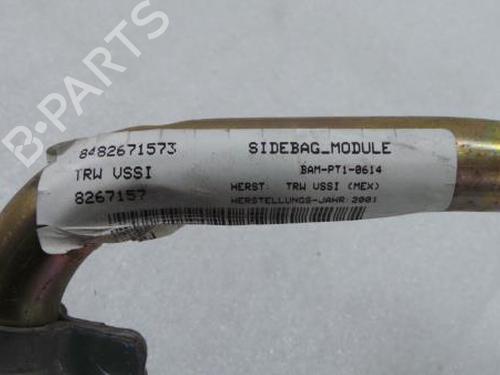 B-PARTS
8482671573
TRW VSSI
8267157
SIDEBAG_MODULE
BAM-PT1-0614
HERST: TRW VSSI (MEX)
HERSTELLUNGS-JAHR: 2001